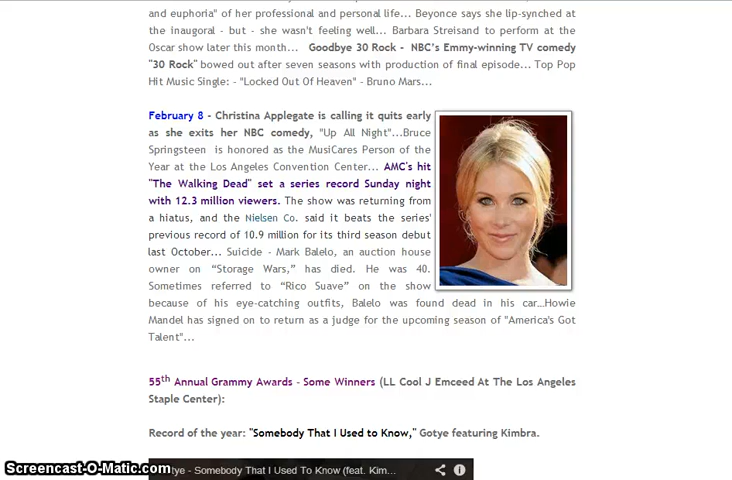 and euphoria" of her professional and personal life... Beyonce says she lip-synched at
the inaugoral - but - she wasn't feeling well... Barbara Streisand to perform at the
Oscar show later this month... Goodbye 30 Rock - NBC's Emmy-winning TV comedy
"30 Rock" bowed out after seven seasons with production of final episode... Top Pop
Hit Music Single: - "Locked Out Of Heaven" - Bruno Mars...
February 8 - Christina Applegate is calling it quits early
as she exits her NBC comedy, "Up All Night"...Bruce
Springsteen is honored as the MusiCares Person of the
Year at the Los Angeles Convention Center... AMC's hit
"The Walking Dead" set a series record Sunday night
with 12.3 million viewers. The show was returning from
a hiatus, and the Nielsen Co. said it beats the series'
previous record of 10.9 million for its third season debut
last October... Suicide - Mark Balelo, an auction house
owner on “Storage Wars,” has died. He was 40.
Sometimes referred to “Rico Suave” on the show
because of his eye-catching outfits, Balelo was found dead in his car…Howie
Mandel has signed on to return as a judge for the upcoming season of "America's Got
Talent"...
55th Annual Grammy Awards - Some Winners (LL Cool J Emceed At The Los Angeles
Staple Center):
Record of the year: "Somebody That I Used to Know," Gotye featuring Kimbra.
tye - Somebody That I Used To Know (feat. Kim...
Screencast-O-Matic.com